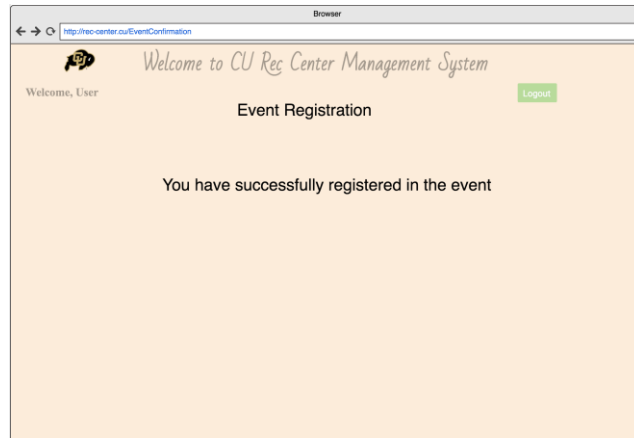 Browser
http://rec-center.cu/EventConfirmation
CU
Welcome to CU Rec Center Management System
Welcome, User
Logout
Event Registration
You have successfully registered in the event